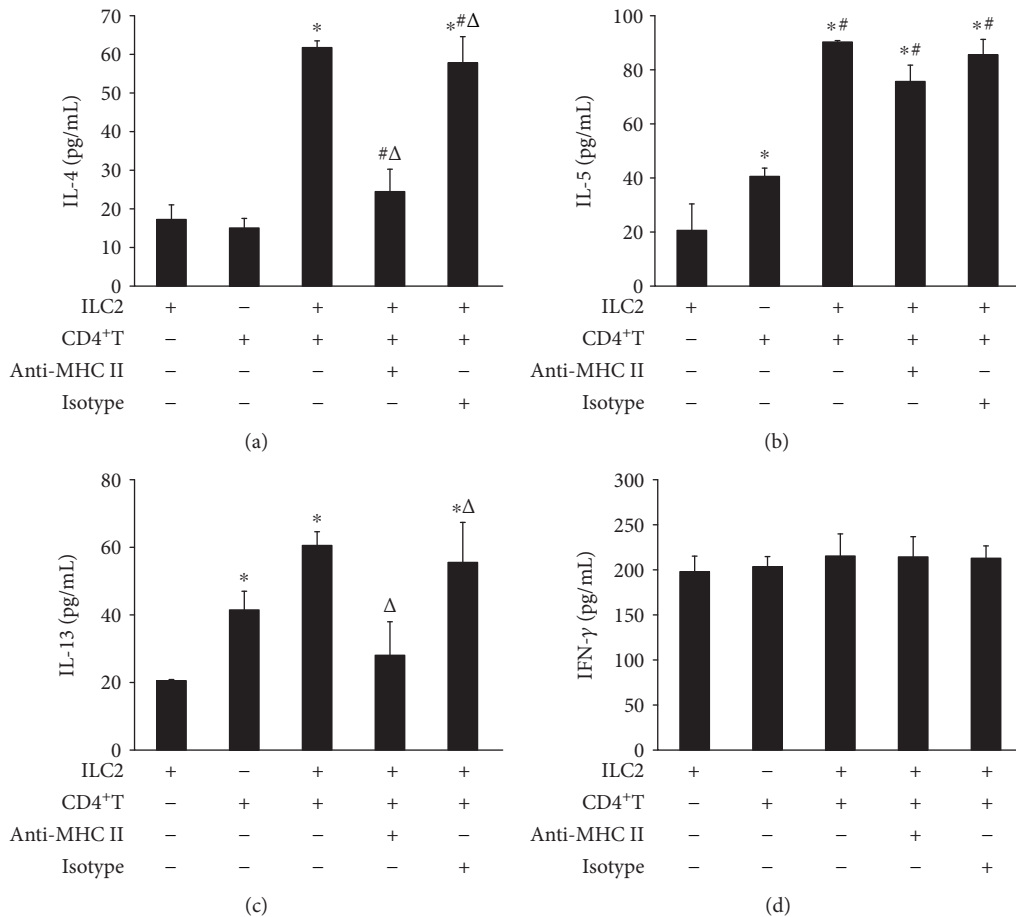 70
60
50
40
30
20
10
0
IL-4 (pg/mL)
*
#Δ
*#Δ
ILC2 + − + + +
CD4⁺T − + + + +
Anti-MHC II − − − + −
Isotype − − − − +
(a)
100
80
60
40
20
0
IL-5 (pg/mL)
*
*#
*#
*#
ILC2 + − + + +
CD4⁺T − + + + +
Anti-MHC II − − − + −
Isotype − − − − +
(b)
80
60
40
20
0
IL-13 (pg/mL)
*
*
Δ
*Δ
ILC2 + − + + +
CD4⁺T − + + + +
Anti-MHC II − − − + −
Isotype − − − − +
(c)
300
250
200
200
150
100
50
0
IFN-γ (pg/mL)
ILC2 + − + + +
CD4⁺T − + + + +
Anti-MHC II − − − + −
Isotype − − − − +
(d)